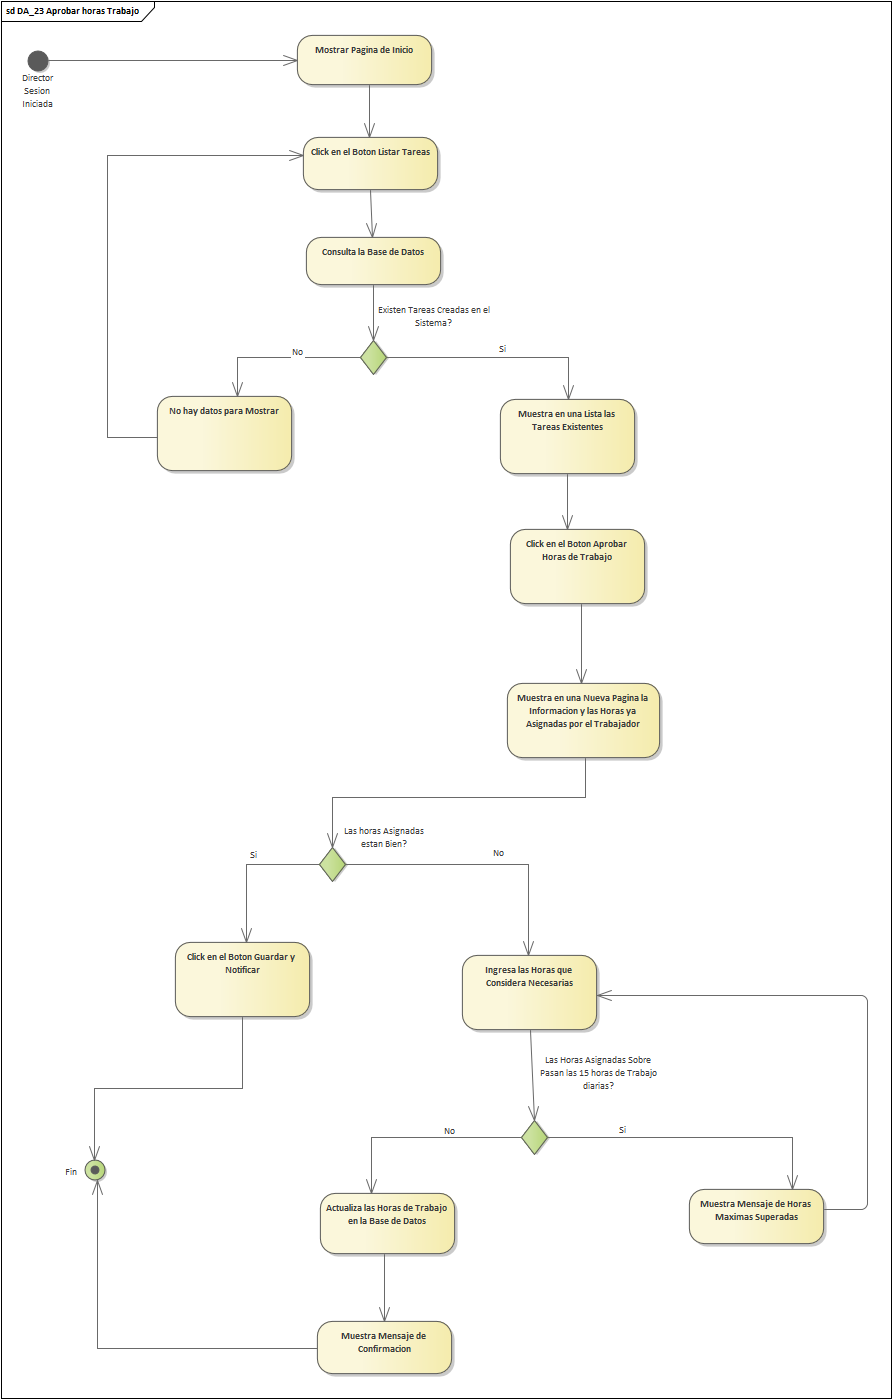 sd DA_23 Aprobar horas Trabajo
Mostrar Pagina de Inicio
Director
Sesion
Iniciada
Click en el Boton Listar Tareas
Consulta la Base de Datos
Existen Tareas Creadas en el
Sistema?
No
Si
No hay datos para Mostrar
Muestra en una Lista las
Tareas Existentes
Click en el Boton Aprobar
Horas de Trabajo
Muestra en una Nueva Pagina la
Informacion y las Horas ya
Asignadas por el Trabajador
Las horas Asignadas
estan Bien?
Si
No
Click en el Boton Guardar y
Notificar
Ingresa las Horas que
Considera Necesarias
Las Horas Asignadas Sobre
Pasan las 15 horas de Trabajo
diarias?
No
Si
Fin
Actualiza las Horas de Trabajo
en la Base de Datos
Muestra Mensaje de Horas
Maximas Superadas
Muestra Mensaje de
Confirmacion